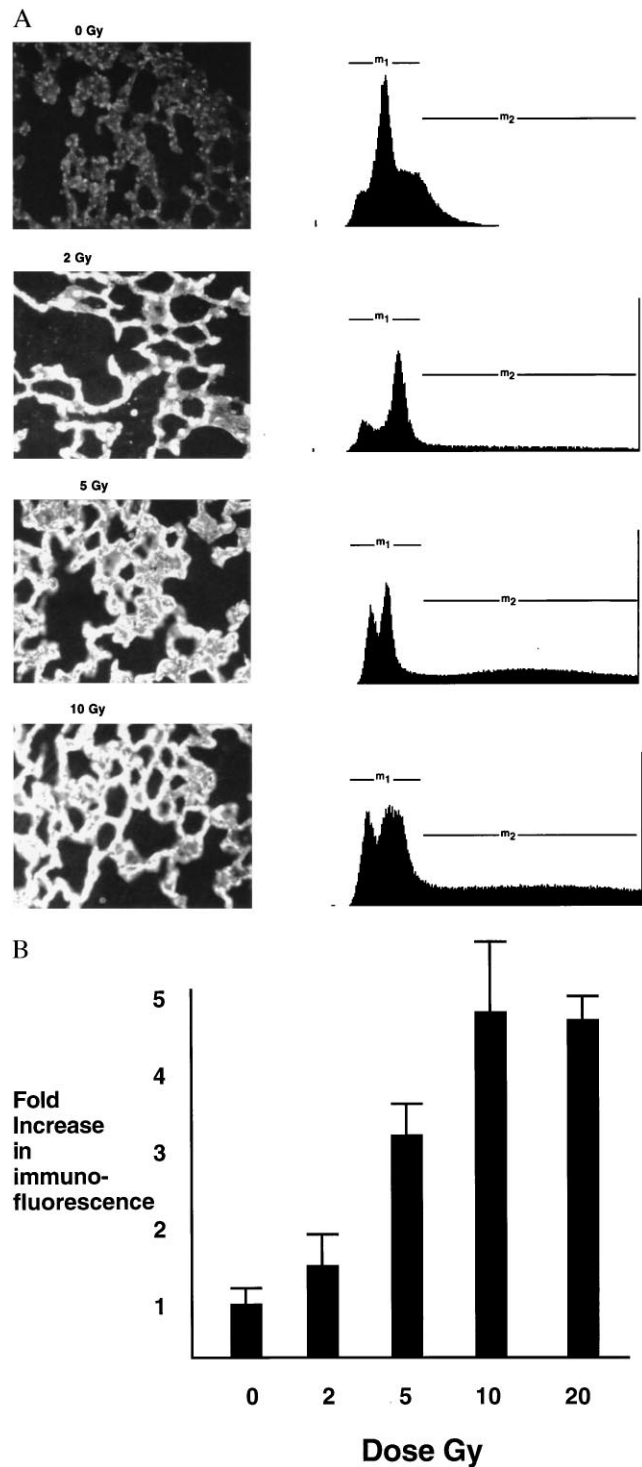 A
0 Gy
m1
m2
2 Gy
m1
m2
5 Gy
m1
m2
10 Gy
m1
m2
B
5
4
3
2
1
Fold
Increase
in
immuno-
fluorescence
0 2 5 10 20
Dose Gy